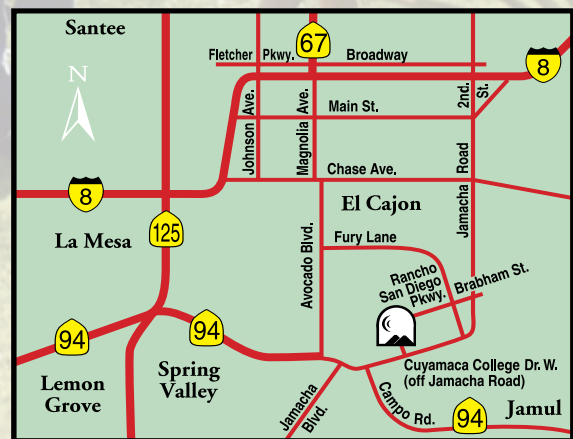 Santee
67
Fletcher Pkwy.
Broadway
8
N
Johnson Ave.
Magnolia Ave.
2nd. St.
Main St.
Chase Ave.
Jamacha Road
8
El Cajon
La Mesa
125
Avocado Blvd.
Fury Lane
Rancho
San Diego
Pkwy.
Brabham St.
94
94
Cuyamaca College Dr. W.
(off Jamacha Road)
Lemon
Grove
Spring
Valley
Jamacha
Blvd.
Campo Rd.
94
Jamul